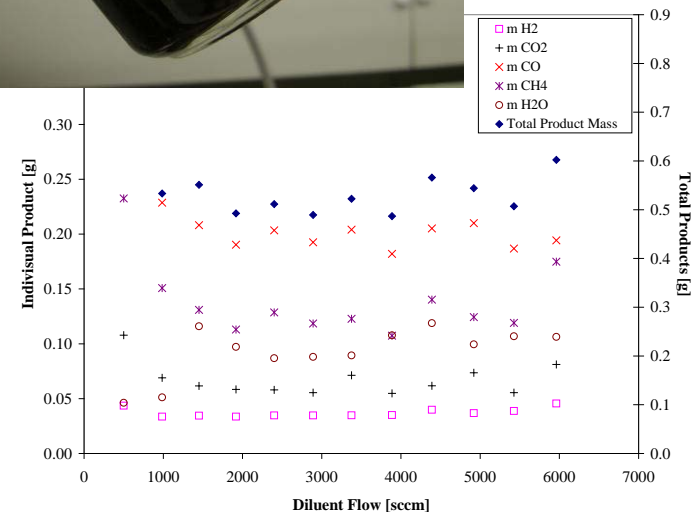 0.9
m H2
m CO2
m CO
m CH4
m H2O
Total Product Mass
0.8
0.7
0.30
0.6
0.25
0.5
0.20
0.4
0.15
0.3
0.10
0.2
0.05
0.1
0.00
0.0
0
1000
2000
3000
4000
5000
6000
7000
Indivisual Product [g]
Total Products [g]
Diluent Flow [sccm]